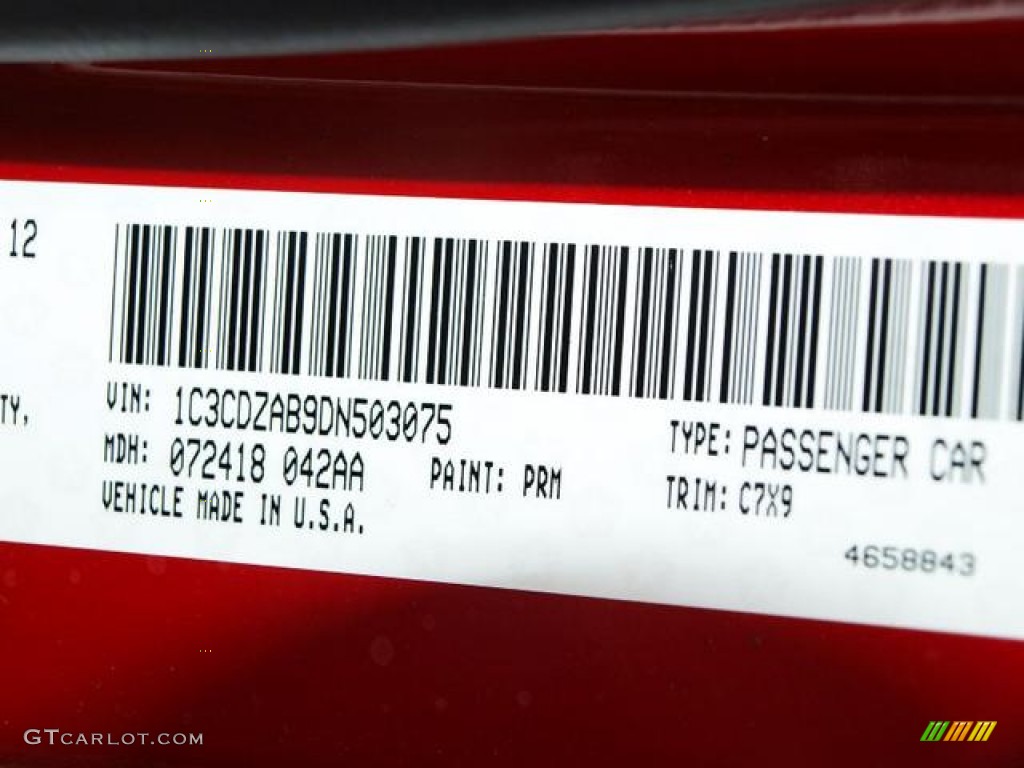 12
TY,
VIN: 1C3CDZAB9DN503075
MDH: 072418 042AA
PAINT: PRM
VEHICLE MADE IN U.S.A.
TYPE: PASSENGER CAR
TRIM: C7X9
4658843
GTCARLOT.COM